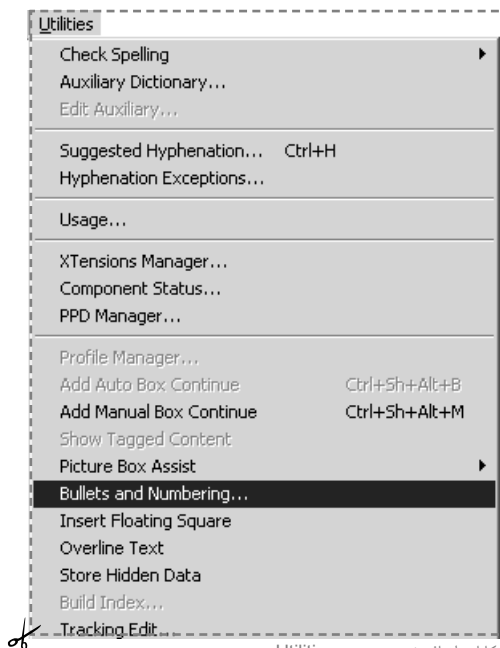 Utilities
Check Spelling
Auxiliary Dictionary...
Edit Auxiliary...
Suggested Hyphenation... Ctrl+H
Hyphenation Exceptions...
Usage...
XTensions Manager...
Component Status...
PPD Manager...
Profile Manager...
Add Auto Box Continue Ctrl+Sh+Alt+B
Add Manual Box Continue Ctrl+Sh+Alt+M
Show Tagged Content
Picture Box Assist
Bullets and Numbering...
Insert Floating Square
Overline Text
Store Hidden Data
Build Index...
Tracking Edit...